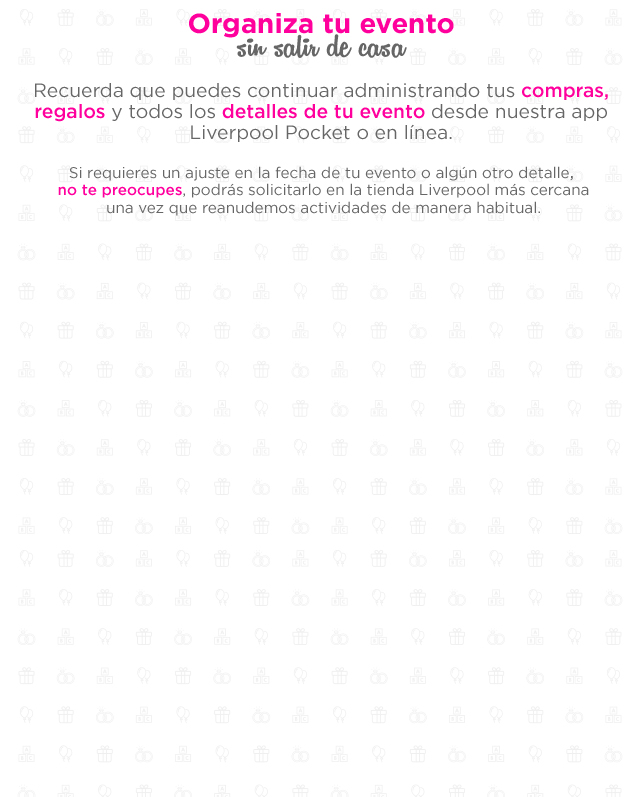 Organiza tu evento
sin salir de casa
Recuerda que puedes continuar administrando tus compras,
regalos y todos los detalles de tu evento desde nuestra app
Liverpool Pocket o en línea.
Si requieres un ajuste en la fecha de tu evento o algún otro detalle,
no te preocupes, podrás solicitarlo en la tienda Liverpool más cercana
una vez que reanudemos actividades de manera habitual.